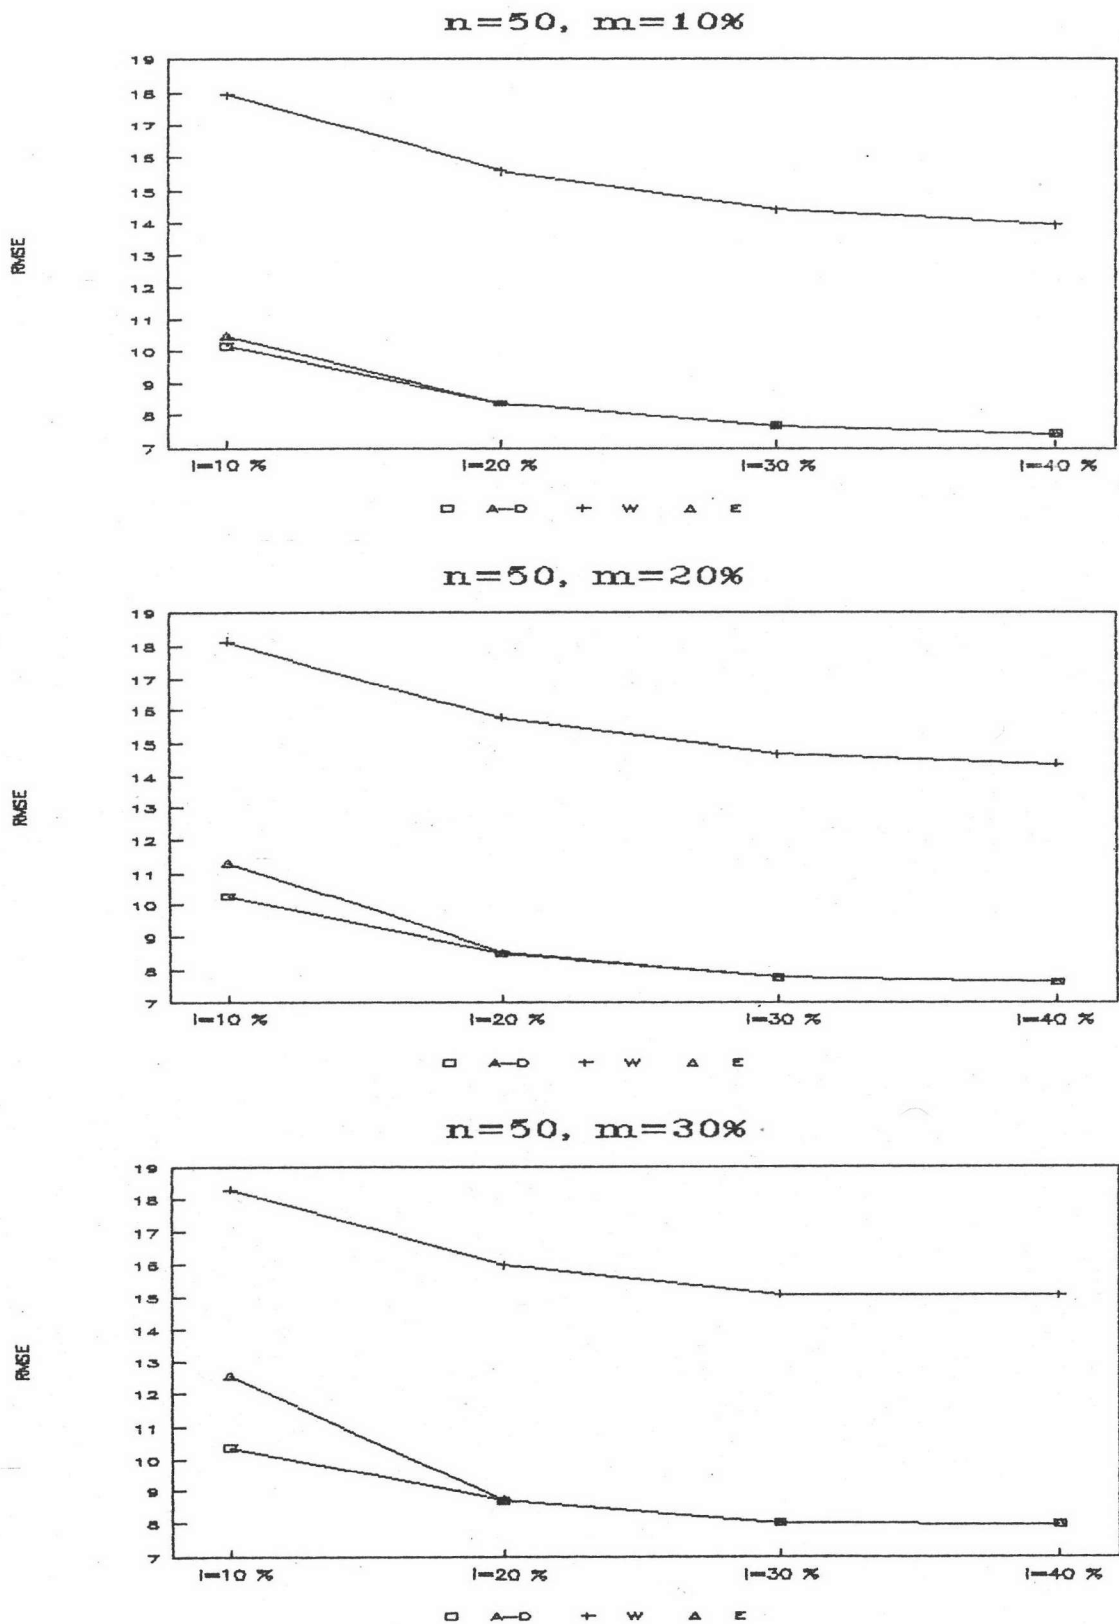 n=50, m=10%
19
18
17
16
15
14
13
12
11
10
9
8
7
RMSE
l=10 %
l=20 %
l=30 %
l=40 %
A-D W E
n=50, m=20%
19
18
17
16
15
14
13
12
11
10
9
8
7
RMSE
l=10 %
l=20 %
l=30 %
l=40 %
A-D W E
n=50, m=30%
19
18
17
16
15
14
13
12
11
10
9
8
7
RMSE
l=10 %
l=20 %
l=30 %
l=40 %
A-D W E